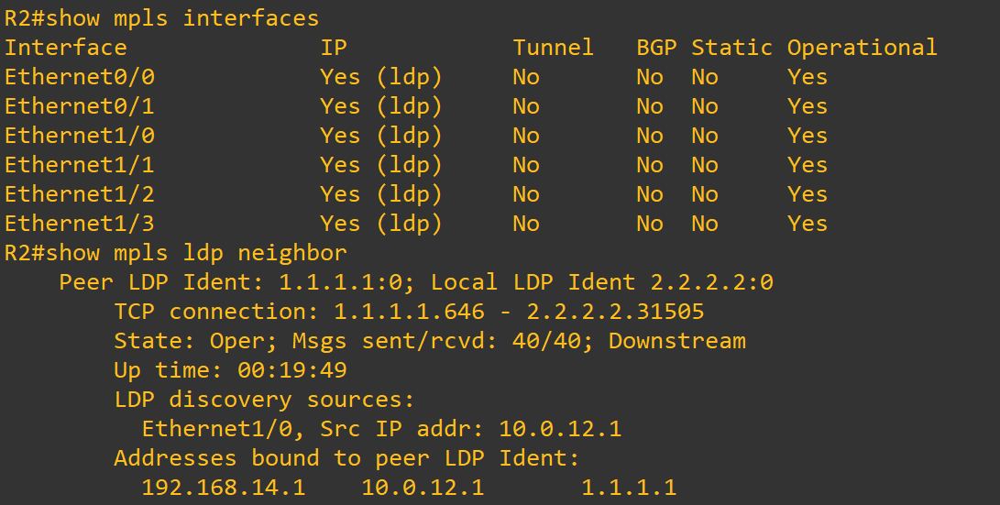 R2#show mpls interfaces
Interface              IP            Tunnel   BGP Static Operational
Ethernet0/0            Yes (ldp)     No       No  No     Yes
Ethernet0/1            Yes (ldp)     No       No  No     Yes
Ethernet1/0            Yes (ldp)     No       No  No     Yes
Ethernet1/1            Yes (ldp)     No       No  No     Yes
Ethernet1/2            Yes (ldp)     No       No  No     Yes
Ethernet1/3            Yes (ldp)     No       No  No     Yes
R2#show mpls ldp neighbor
    Peer LDP Ident: 1.1.1.1:0; Local LDP Ident 2.2.2.2:0
        TCP connection: 1.1.1.1.646 - 2.2.2.2.31505
        State: Oper; Msgs sent/rcvd: 40/40; Downstream
        Up time: 00:19:49
        LDP discovery sources:
          Ethernet1/0, Src IP addr: 10.0.12.1
        Addresses bound to peer LDP Ident:
          192.168.14.1    10.0.12.1       1.1.1.1